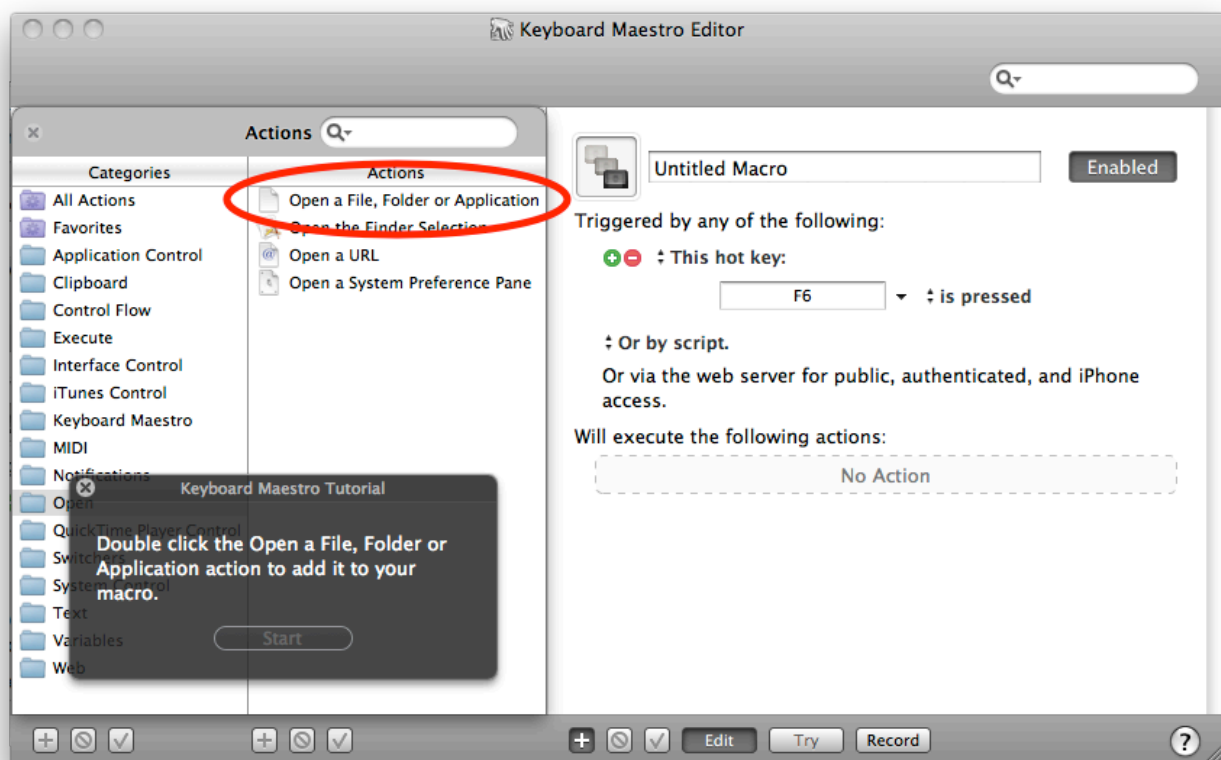 Keyboard Maestro Editor
Actions
Categories
Actions
All Actions
Favorites
Application Control
Clipboard
Control Flow
Execute
Interface Control
iTunes Control
Keyboard Maestro
MIDI
Notifications
Open
QuickTime Player Control
Switchers
System Control
Text
Variables
Web
Open a File, Folder or Application
Open the Finder Selection
Open a URL
Open a System Preference Pane
Keyboard Maestro Tutorial
Double click the Open a File, Folder or
Application action to add it to your
macro.
Start
Untitled Macro
Enabled
Triggered by any of the following:
This hot key:
F6
is pressed
Or by script.
Or via the web server for public, authenticated, and iPhone
access.
Will execute the following actions:
No Action
Edit
Try
Record
?